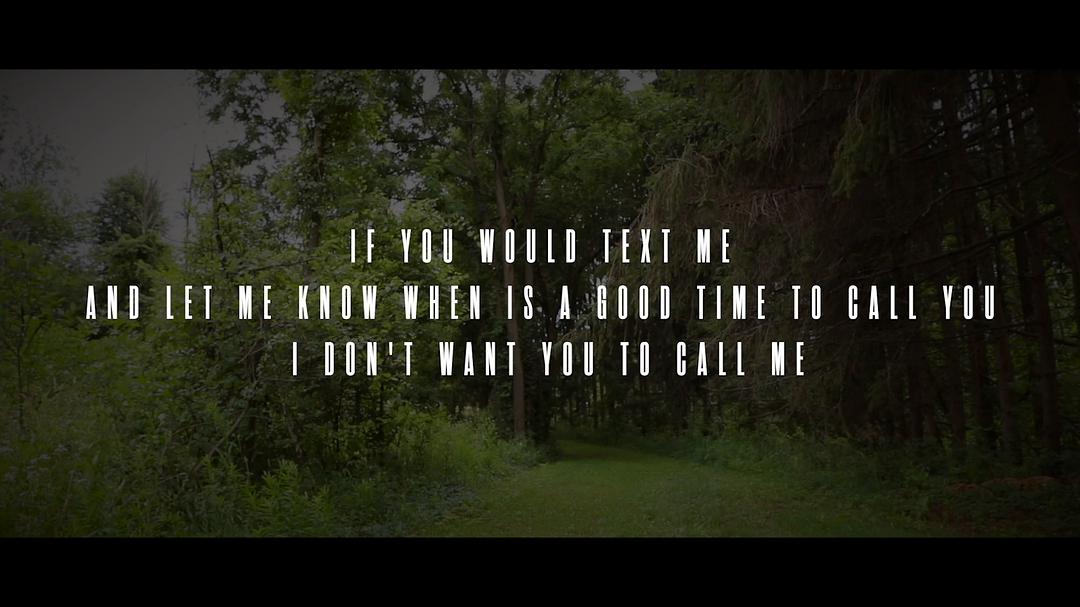 IF YOU WOULD TEXT ME
AND LET ME KNOW WHEN IS A GOOD TIME TO CALL YOU
I DON'T WANT YOU TO CALL ME